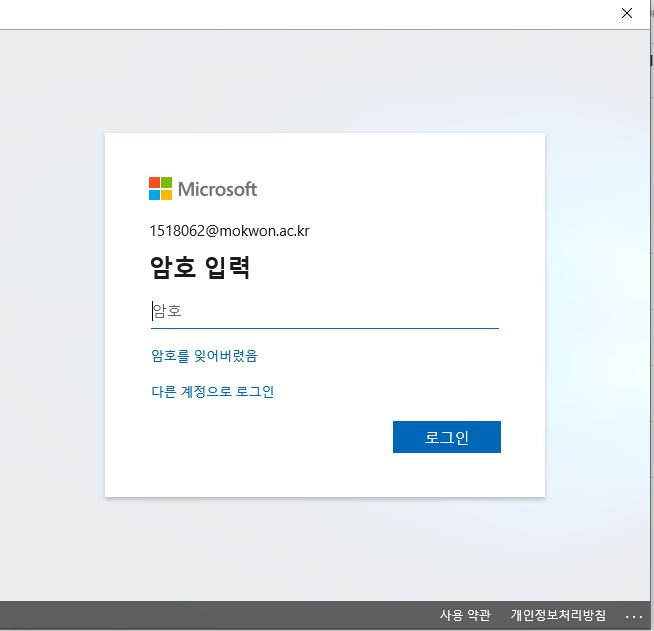 Microsoft
1518062@mokwon.ac.kr
암호 입력
암호
암호를 잊어버렸음
다른 계정으로 로그인
로그인
사용 약관 개인정보처리방침 ...